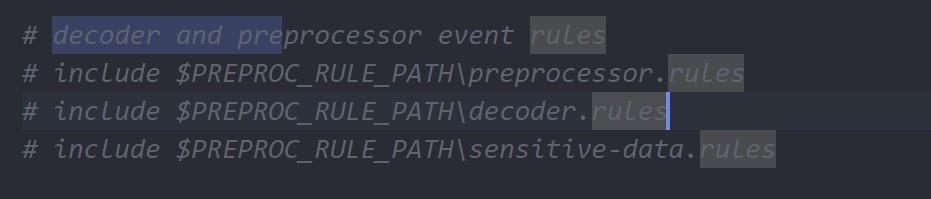 # decoder and preprocessor event rules
# include $PREPROC_RULE_PATH\preprocessor.rules
# include $PREPROC_RULE_PATH\decoder.rules
# include $PREPROC_RULE_PATH\sensitive-data.rules